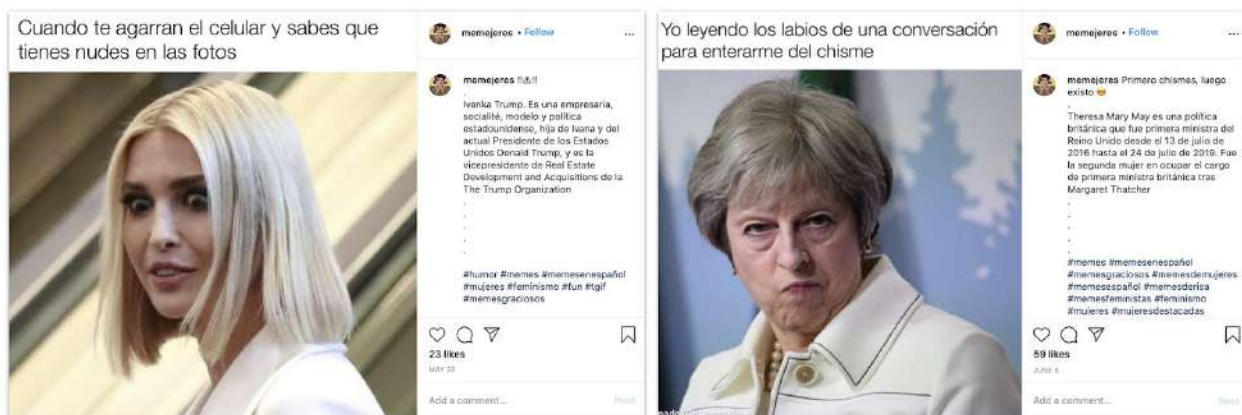 Cuando te agarran el celular y sabes que
tienes nudes en las fotos
memejeres • Follow
...
memejeres !!⚠!!
.
Ivanka Trump. Es una empresaria,
socialité, modelo y política
estadounidense, hija de Ivana y del
actual Presidente de los Estados
Unidos Donald Trump, y es la
vicepresidente de Real Estate
Development and Acquisitions de la
The Trump Organization
.
.
.
.
.
#humor #memes #memesenespañol
#mujeres #feminismo #fun #tgif
#memesgraciosos
23 likes
MAY 22
Add a comment...
Post
Yo leyendo los labios de una conversación
para enterarme del chisme
memejeres • Follow
...
memejeres Primero chismes, luego
existo 🤓
.
Theresa Mary May es una política
británica que fue primera ministra del
Reino Unido desde el 13 de julio de
2016 hasta el 24 de julio de 2019. Fue
la segunda mujer en ocupar el cargo
de primera ministra británica tras
Margaret Thatcher
.
.
.
.
.
#memes #memesenespañol
#memesgraciosos #memesdemujeres
#memesespañol #memesderisa
#memesfeministas #feminismo
#mujeres #mujeresdestacadas
59 likes
JUNE 6
Add a comment...
Post